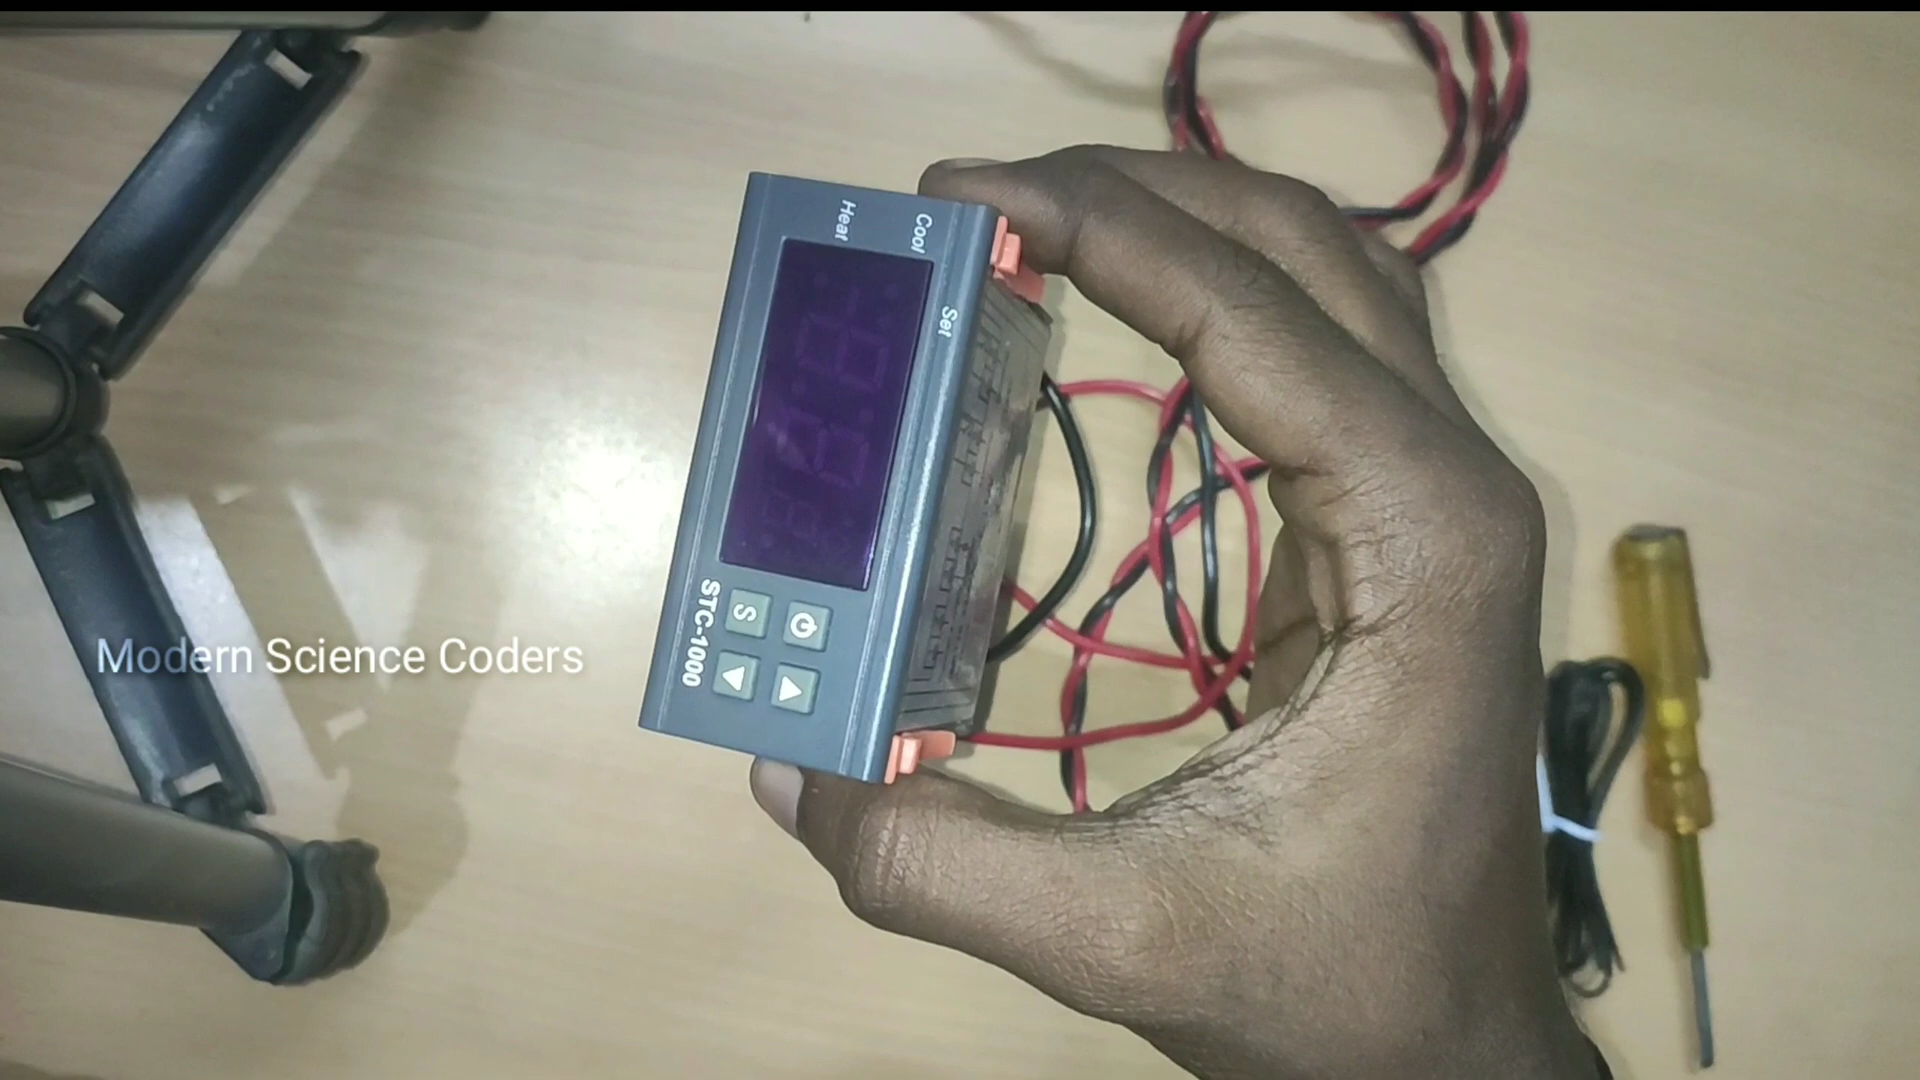 Cool
Heat
Set
S
STC-1000
Modern Science Coders